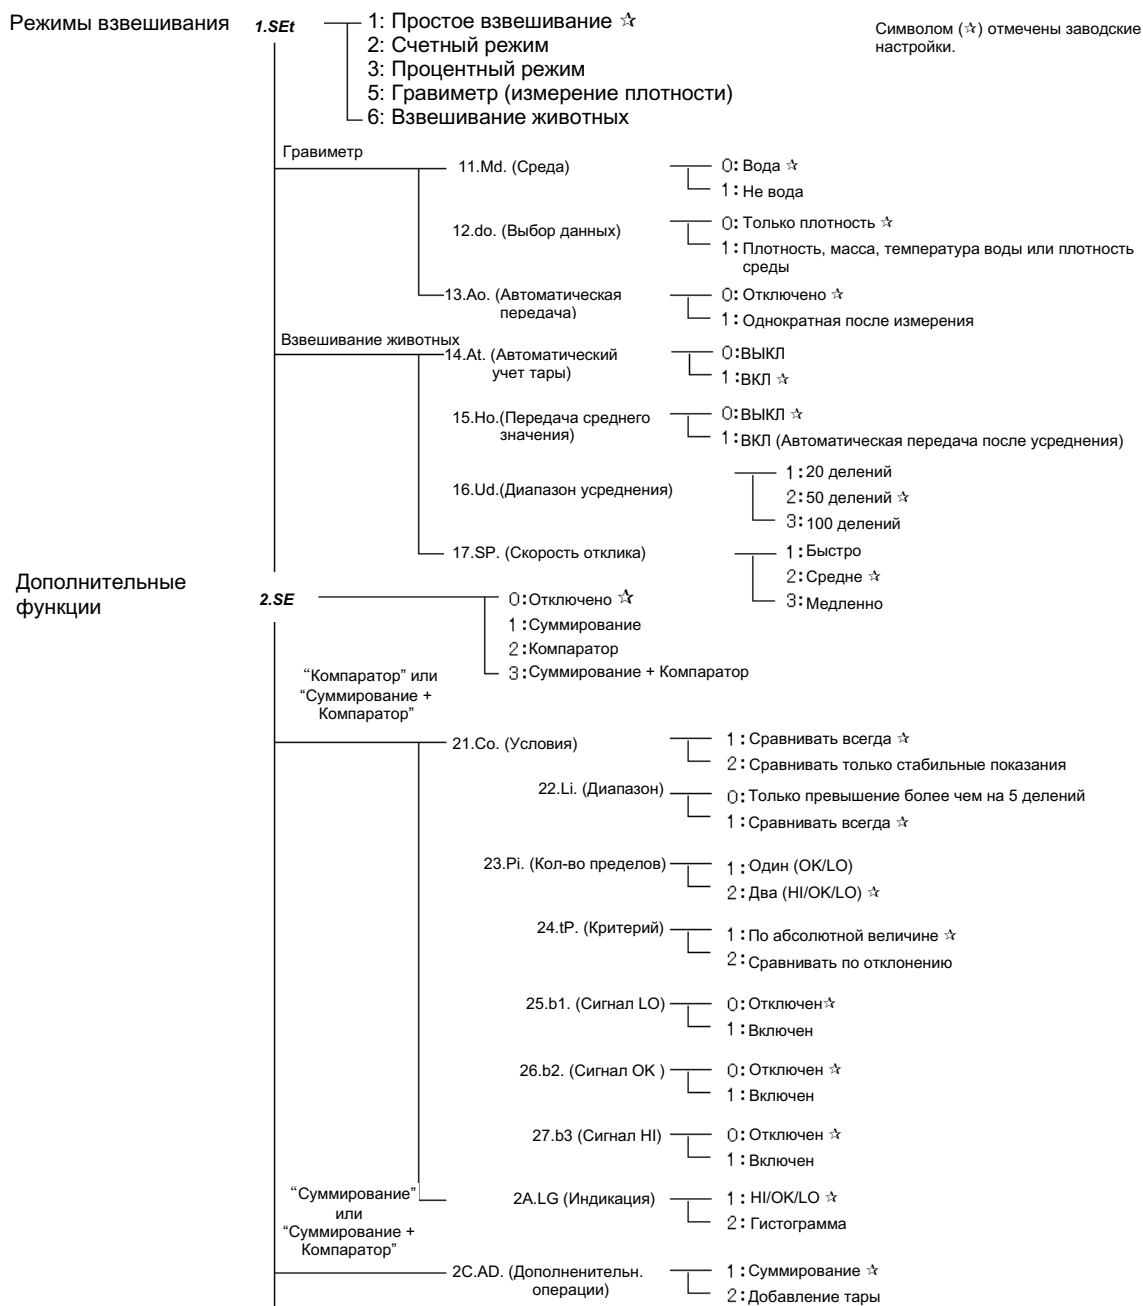 Режимы взвешивания
1.SEt
1: Простое взвешивание ☆
2: Счетный режим
3: Процентный режим
5: Гравиметр (измерение плотности)
6: Взвешивание животных
Символом (☆) отмечены заводские
настройки.
Гравиметр
11.Md. (Среда)
0: Вода ☆
1: Не вода
12.do. (Выбор данных)
0: Только плотность ☆
1: Плотность, масса, температура воды или плотность
среды
13.Ao. (Автоматическая
передача)
0: Отключено ☆
1: Однократная после измерения
Взвешивание животных
14.At. (Автоматический
учет тары)
0:ВЫКЛ
1:ВКЛ ☆
15.Ho.(Передача среднего
значения)
0:ВЫКЛ ☆
1:ВКЛ (Автоматическая передача после усреднения)
16.Ud.(Диапазон усреднения)
1:20 делений
2:50 делений ☆
3:100 делений
17.SP. (Скорость отклика)
1:Быстро
2:Средне ☆
3:Медленно
Дополнительные
функции
2.SE
0:Отключено ☆
1:Суммирование
2:Компаратор
3:Суммирование + Компаратор
“Компаратор” или
“Суммирование +
Компаратор”
21.Co. (Условия)
1: Сравнивать всегда ☆
2: Сравнивать только стабильные показания
22.Li. (Диапазон)
0:Только превышение более чем на 5 делений
1: Сравнивать всегда ☆
23.Pi. (Кол-во пределов)
1:Один (OK/LO)
2:Два (HI/OK/LO) ☆
24.tP. (Критерий)
1: По абсолютной величине ☆
2:Сравнивать по отклонению
25.b1. (Сигнал LO)
0:Отключен☆
1:Включен
26.b2. (Сигнал OK )
0: Отключен ☆
1: Включен
27.b3 (Сигнал HI)
0: Отключен ☆
1: Включен
“Суммирование”
или
“Суммирование +
Компаратор”
2A.LG (Индикация)
1: HI/OK/LO ☆
2: Гистограмма
2C.AD. (Дополненительн.
операции)
1:Суммирование ☆
2:Добавление тары